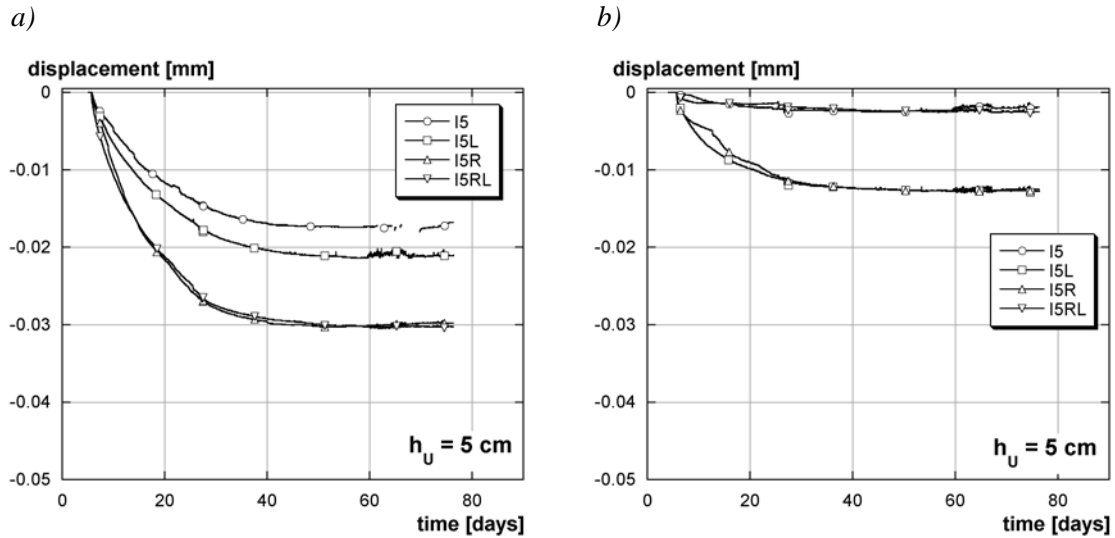 a)
displacement [mm]
0
-0.01
-0.02
-0.03
-0.04
-0.05
I5
I5L
I5R
I5RL
h_U = 5 cm
0 20 40 60 80
time [days]
b)
displacement [mm]
0
-0.01
-0.02
-0.03
-0.04
-0.05
I5
I5L
I5R
I5RL
h_U = 5 cm
0 20 40 60 80
time [days]